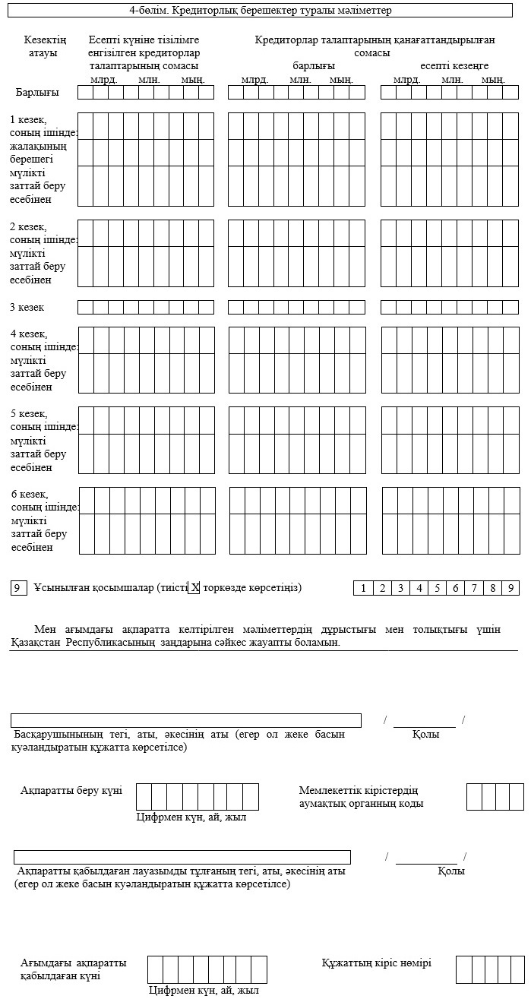 4-бөлім. Кредиторлық берешектер туралы мәліметтер
Кезектің атауы
Есепті күніне тізілімге енгізілген кредиторлар талаптарының сомасы
Кредиторлар талаптарының қанағаттандырылған сомасы
барлығы
есепті кезеңге
млрд. млн. мың. млрд. млн. мың. млрд. млн. мың.
Барлығы
1 кезек,
соның ішінде:
жалақының
берешегі
мүлікті
заттай беру
есебінен
2 кезек,
соның ішінде:
мүлікті
заттай беру
есебінен
3 кезек
4 кезек,
соның ішінде:
мүлікті
заттай беру
есебінен
5 кезек,
соның ішінде:
мүлікті
заттай беру
есебінен
6 кезек,
соның ішінде:
мүлікті
заттай беру
есебінен
9 Ұсынылған қосымшалар (тиісті X торкөзде көрсетіңіз) 1 2 3 4 5 6 7 8 9
Мен ағымдағы ақпаратта келтірілген мәліметтердің дұрыстығы мен толықтығы үшін
Қазақстан Республикасының заңдарына сәйкес жауапты боламын.
/ /
Басқарушынының тегі, аты, әкесінің аты (егер ол жеке басын Қолы
куәландыратын құжатта көрсетілсе)
Ақпаратты беру күні Мемлекеттік кірістердің
аумақтық органның коды
Цифрмен күн, ай, жыл
/ /
Ақпаратты қабылдаған лауазымды тұлғаның тегі, аты, әкесінің аты Қолы
(егер ол жеке басын куәландыратын құжатта көрсетілсе)
Ағымдағы ақпаратты Құжаттың кіріс нөмірі
қабылдаған күні
Цифрмен күн, ай, жыл